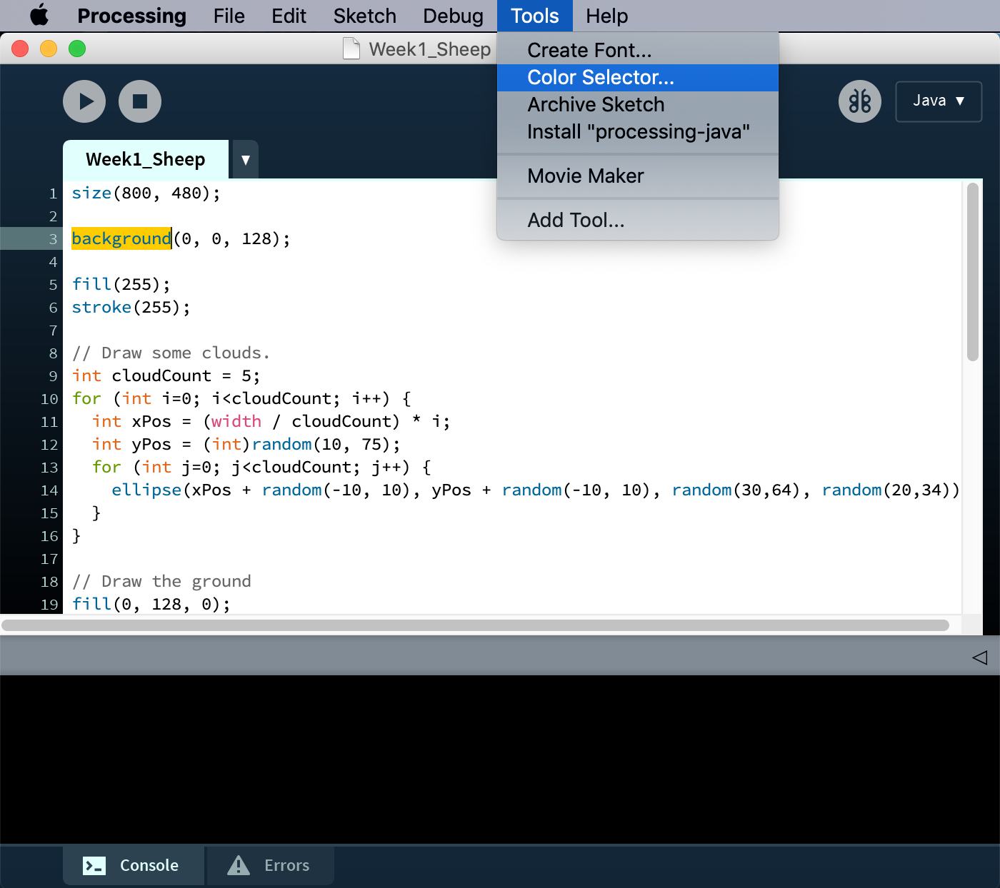 Processing File Edit Sketch Debug Tools Help
Week1_Sheep
Create Font...
Color Selector...
Archive Sketch
Install "processing-java"
Movie Maker
Add Tool...
Java ▼
Week1_Sheep ▼
1 size(800, 480);
2
3 background(0, 0, 128);
4
5 fill(255);
6 stroke(255);
7
8 // Draw some clouds.
9 int cloudCount = 5;
10 for (int i=0; i<cloudCount; i++) {
11   int xPos = (width / cloudCount) * i;
12   int yPos = (int)random(10, 75);
13   for (int j=0; j<cloudCount; j++) {
14     ellipse(xPos + random(-10, 10), yPos + random(-10, 10), random(30,64), random(20,34))
15   }
16 }
17
18 // Draw the ground
19 fill(0, 128, 0);
Console Errors